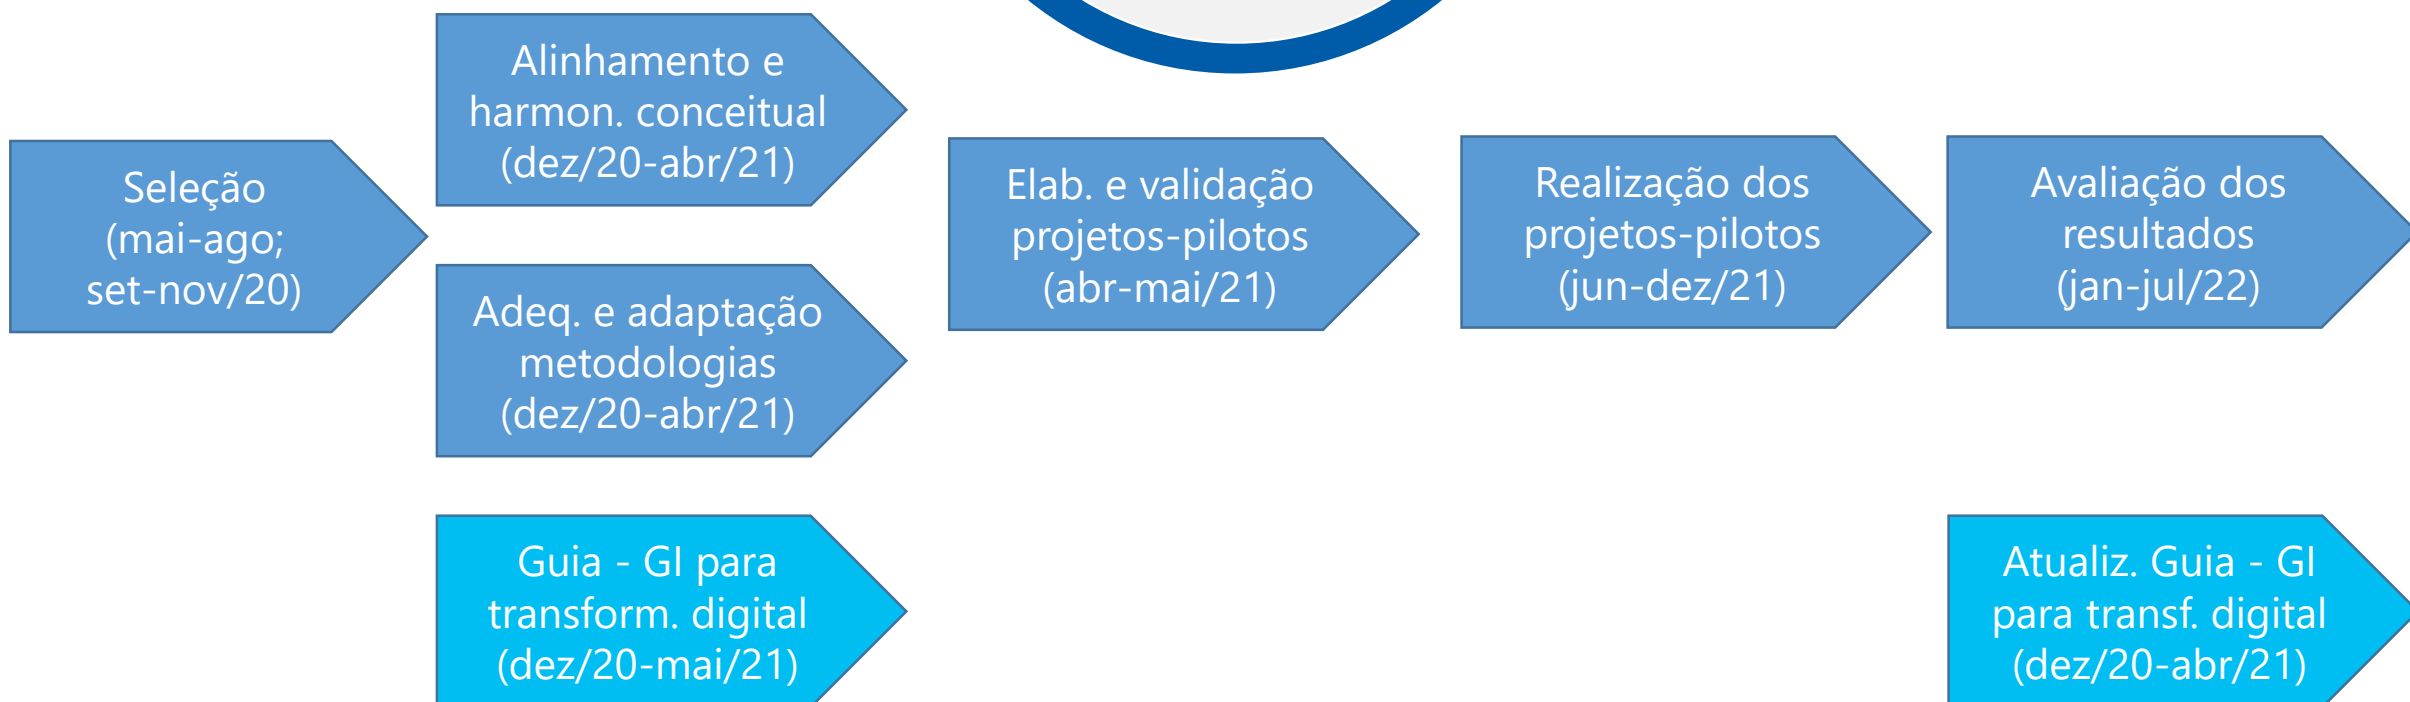 Seleção
(mai-ago;
set-nov/20)
Alinhamento e
harmon. conceitual
(dez/20-abr/21)
Adeq. e adaptação
metodologias
(dez/20-abr/21)
Guia - GI para
transform. digital
(dez/20-mai/21)
Elab. e validação
projetos-pilotos
(abr-mai/21)
Realização dos
projetos-pilotos
(jun-dez/21)
Avaliação dos
resultados
(jan-jul/22)
Atualiz. Guia - GI
para transf. digital
(dez/20-abr/21)